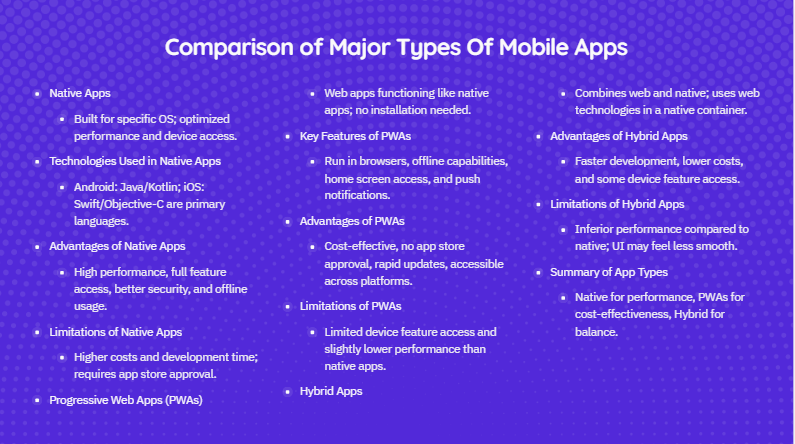 Comparison of Major Types Of Mobile Apps
Native Apps
Built for specific OS; optimized
performance and device access.
Technologies Used in Native Apps
Android: Java/Kotlin; iOS:
Swift/Objective-C are primary
languages.
Advantages of Native Apps
High performance, full feature
access, better security, and offline
usage.
Limitations of Native Apps
Higher costs and development time;
requires app store approval.
Progressive Web Apps (PWAs)
Web apps functioning like native
apps; no installation needed.
Key Features of PWAs
Run in browsers, offline capabilities,
home screen access, and push
notifications.
Advantages of PWAs
Cost-effective, no app store
approval, rapid updates, accessible
across platforms.
Limitations of PWAs
Limited device feature access and
slightly lower performance than
native apps.
Hybrid Apps
Combines web and native; uses web
technologies in a native container.
Advantages of Hybrid Apps
Faster development, lower costs,
and some device feature access.
Limitations of Hybrid Apps
Inferior performance compared to
native; UI may feel less smooth.
Summary of App Types
Native for performance, PWAs for
cost-effectiveness, Hybrid for
balance.